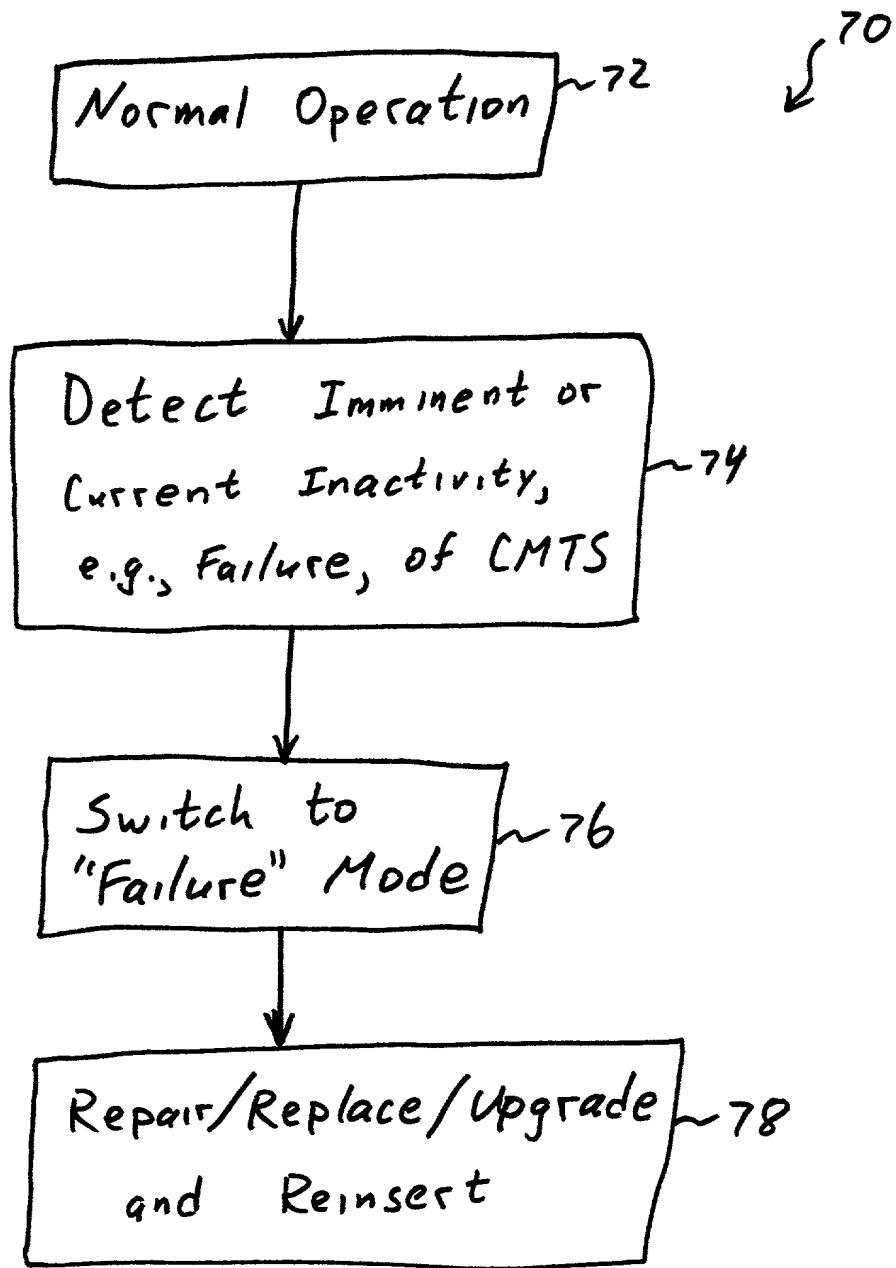 70
Normal Operation
72
Detect Imminent or
Current Inactivity,
e.g., Failure, of CMTS
74
Switch to
"Failure" Mode
76
Repair/Replace/Upgrade
and Reinsert
78